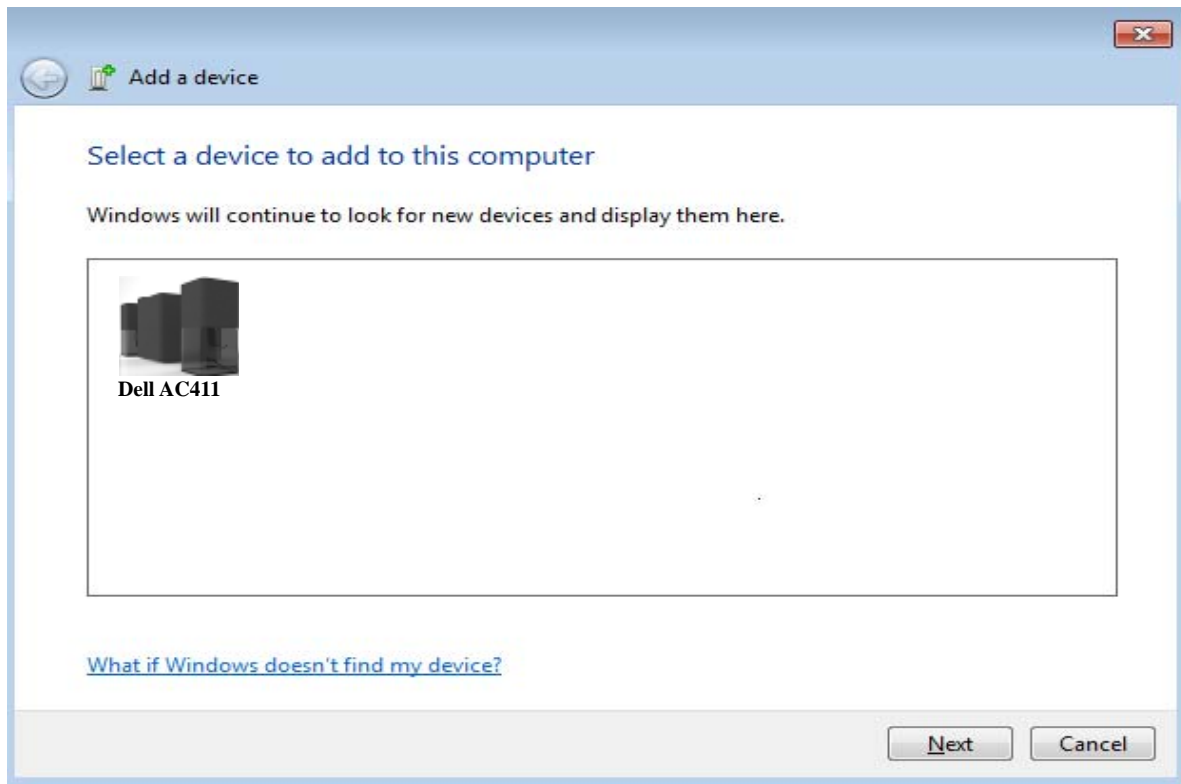 Add a device
Select a device to add to this computer
Windows will continue to look for new devices and display them here.
Dell AC411
What if Windows doesn't find my device?
Next Cancel